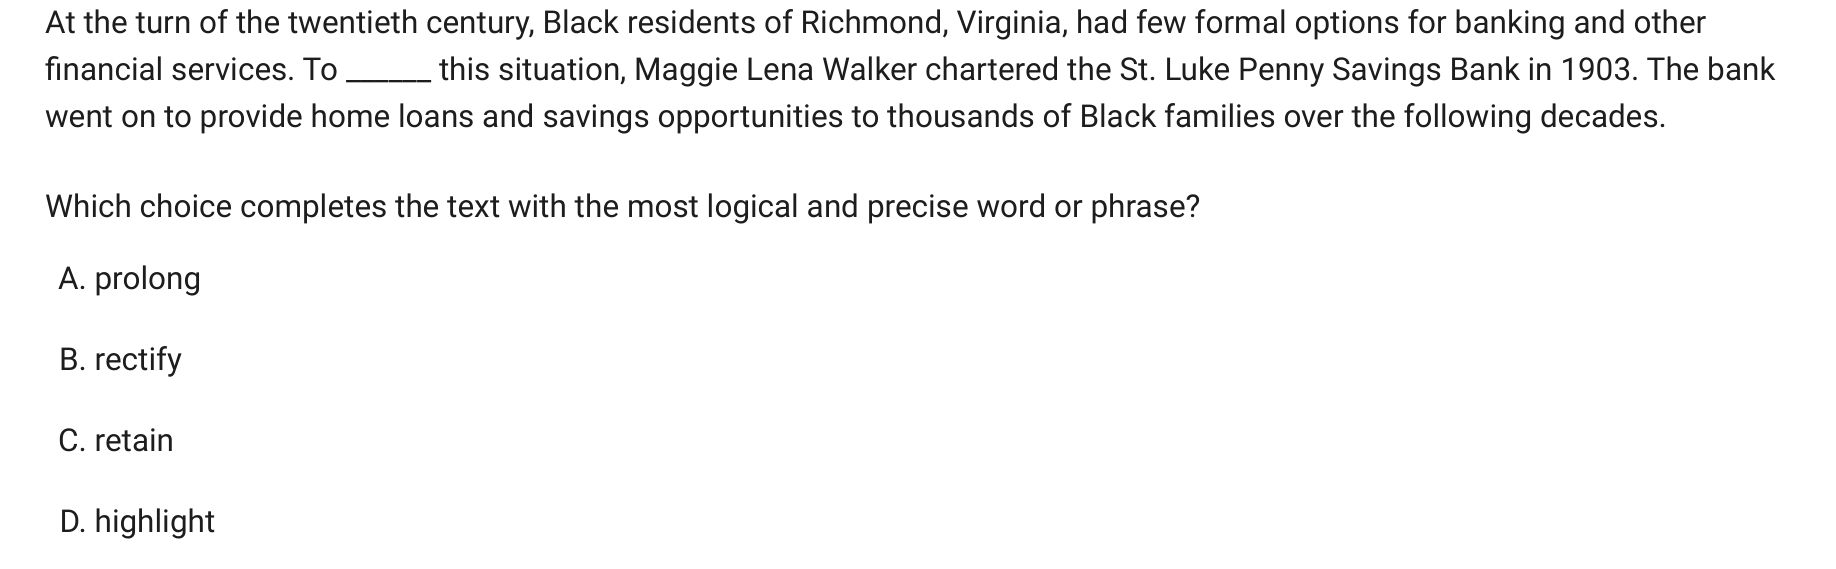 At the turn of the twentieth century, Black residents of Richmond, Virginia, had few formal options for banking and other
financial services. To ______ this situation, Maggie Lena Walker chartered the St. Luke Penny Savings Bank in 1903. The bank
went on to provide home loans and savings opportunities to thousands of Black families over the following decades.
Which choice completes the text with the most logical and precise word or phrase?
A. prolong
B. rectify
C. retain
D. highlight